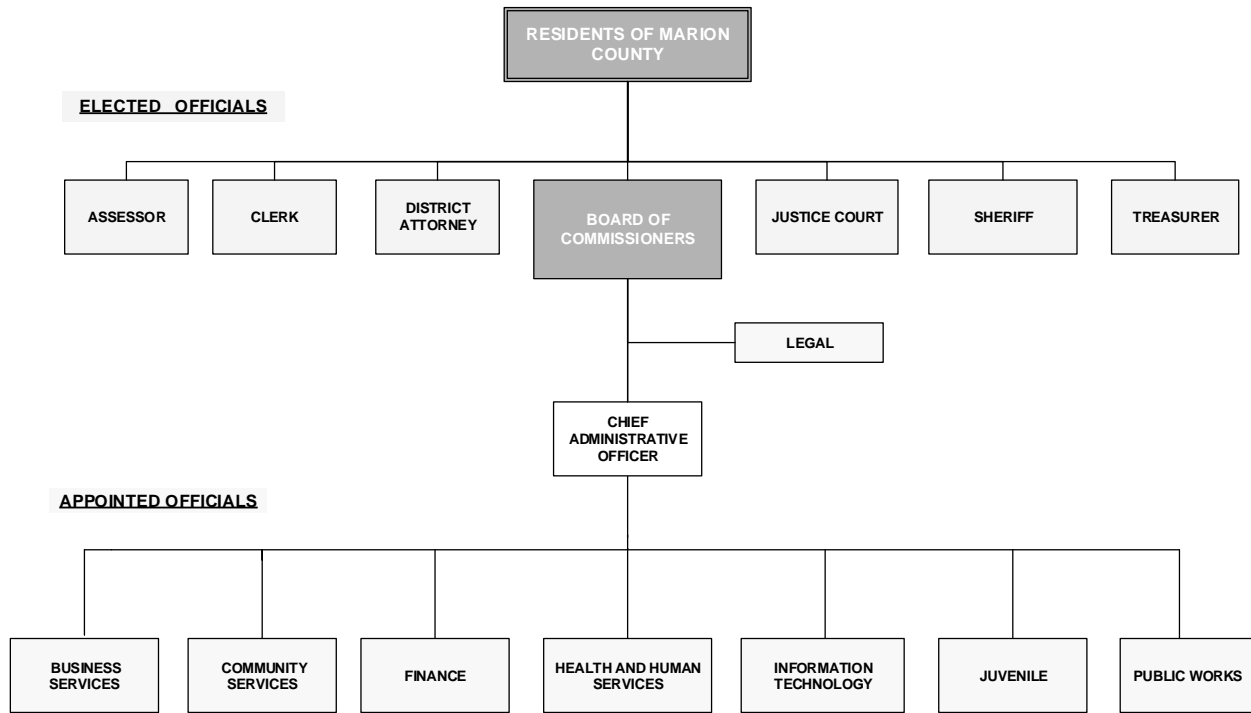 RESIDENTS OF MARION
COUNTY
ELECTED OFFICIALS
ASSESSOR
CLERK
DISTRICT
ATTORNEY
BOARD OF
COMMISSIONERS
JUSTICE COURT
SHERIFF
TREASURER
LEGAL
CHIEF
ADMINISTRATIVE
OFFICER
APPOINTED OFFICIALS
BUSINESS
SERVICES
COMMUNITY
SERVICES
FINANCE
HEALTH AND HUMAN
SERVICES
INFORMATION
TECHNOLOGY
JUVENILE
PUBLIC WORKS